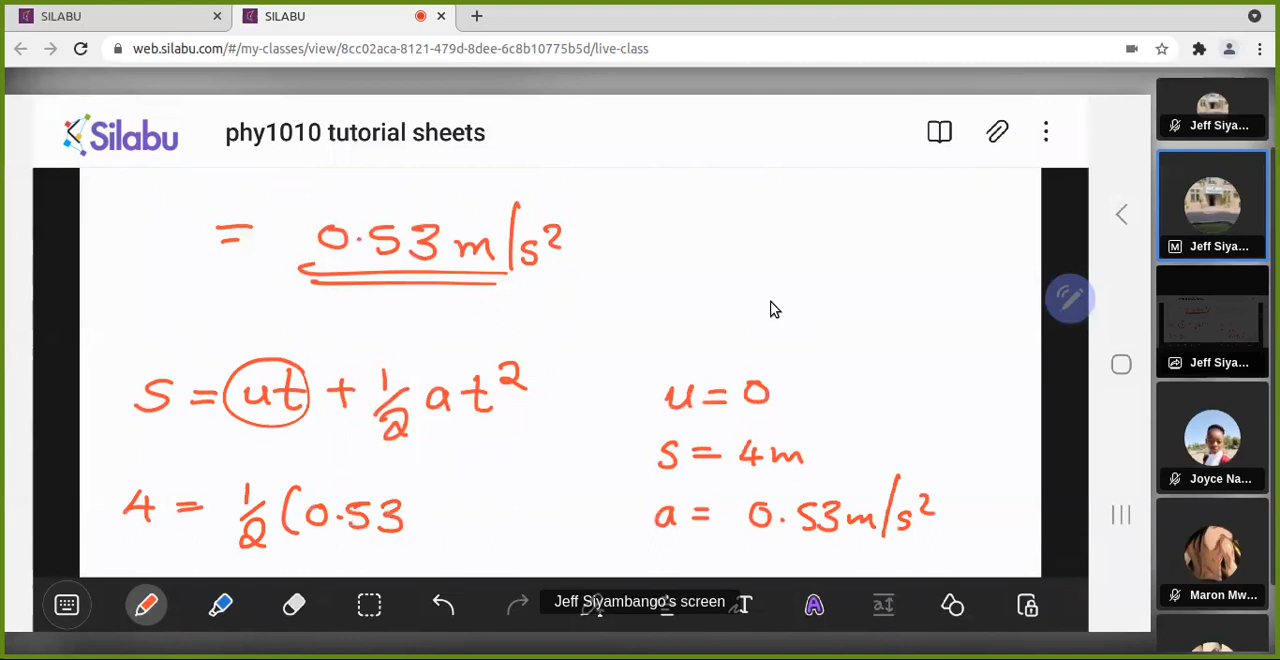 SILABU
SILABU
web.silabu.com/#/my-classes/view/8cc02aca-8121-479d-8dee-6c8b10775b5d/live-class
Silabu
phy1010 tutorial sheets
= 0.53 m/s²
s = ut + 1/2 at²
u = 0
s = 4m
4 = 1/2 (0.53
a = 0.53m/s²
Jeff Siyambango's screen
Jeff Siya...
Jeff Siya...
Jeff Siya...
Joyce Na...
Maron Mw...